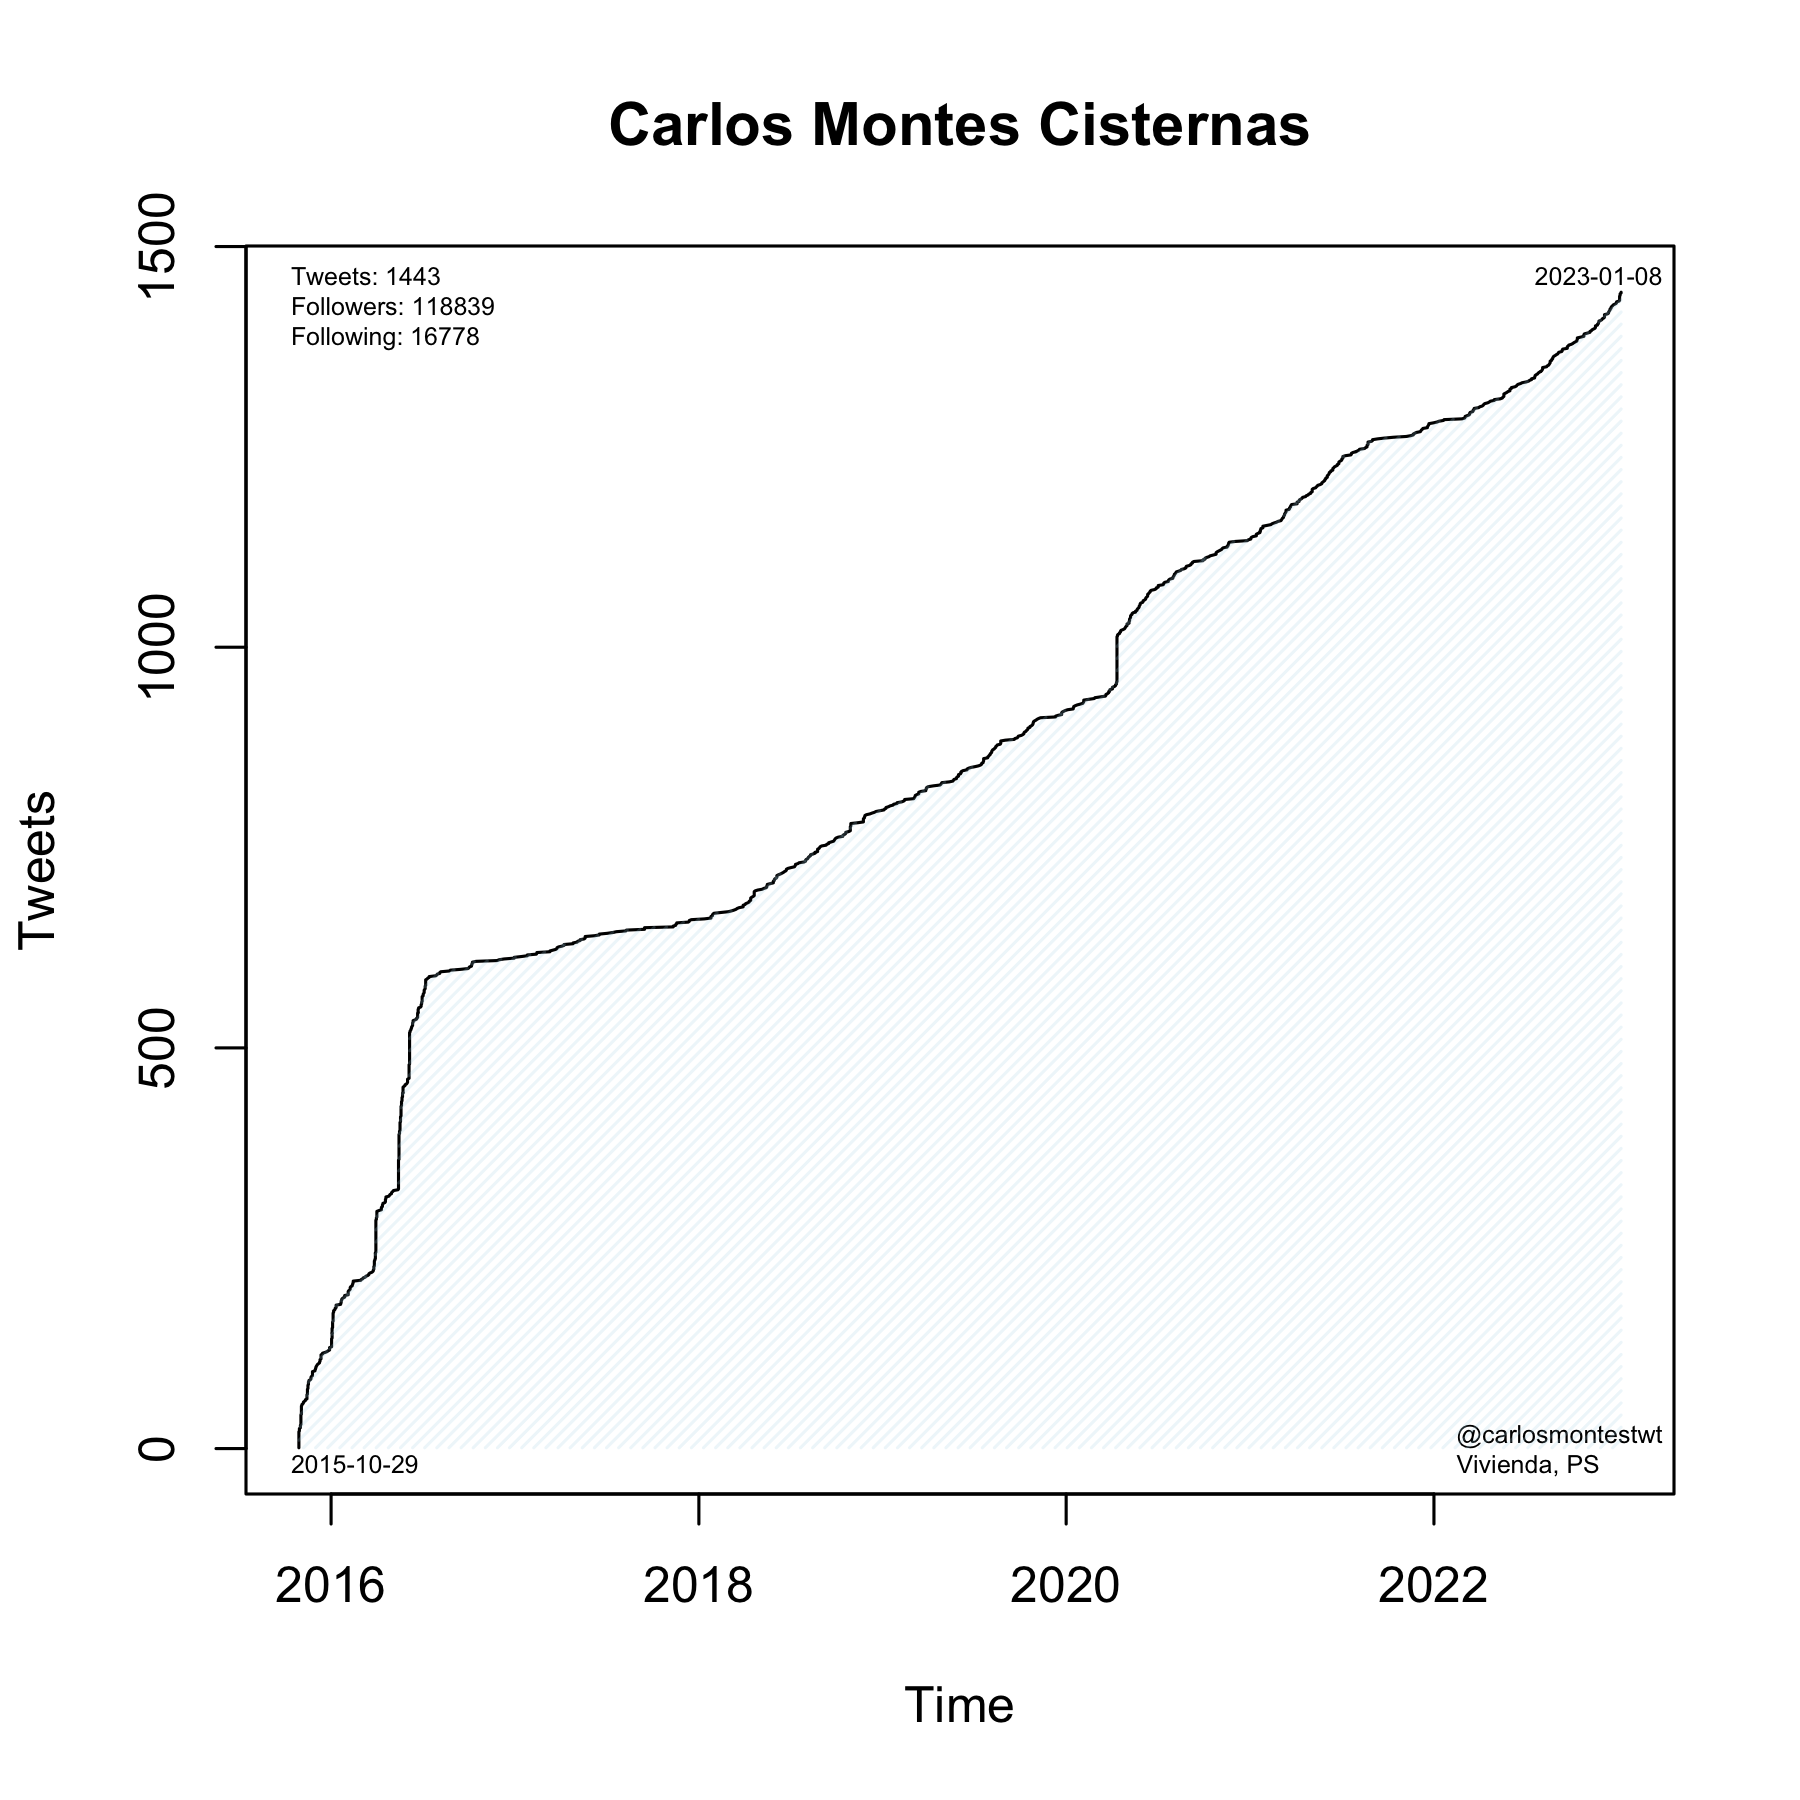 Carlos Montes Cisternas
Tweets: 1443
Followers: 118839
Following: 16778
2023-01-08
1500
1000
500
0
Tweets
2015-10-29
@carlosmontestwt
Vivienda, PS
2016
2018
2020
2022
Time